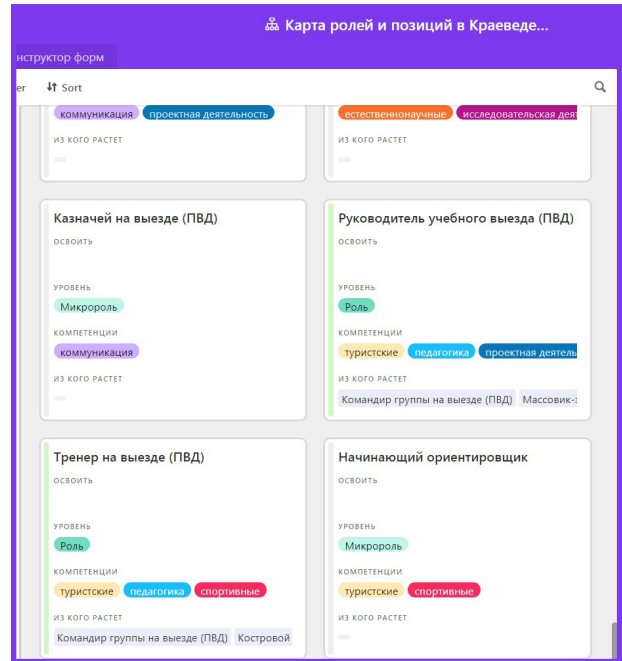 Карта ролей и позиций в Краеведе...
нструктор форм
er Sort
коммуникация проектная деятельность
ИЗ КОГО РАСТЕТ
естественнонаучные исследовательская деят
ИЗ КОГО РАСТЕТ
Казначей на выезде (ПВД)
ОСВОИТЬ
УРОВЕНЬ
Микророль
КОМПЕТЕНЦИИ
коммуникация
ИЗ КОГО РАСТЕТ
Руководитель учебного выезда (ПВД)
ОСВОИТЬ
УРОВЕНЬ
Роль
КОМПЕТЕНЦИИ
туристские педагогика проектная деятель
ИЗ КОГО РАСТЕТ
Командир группы на выезде (ПВД) Массовик-з
Тренер на выезде (ПВД)
ОСВОИТЬ
УРОВЕНЬ
Роль
КОМПЕТЕНЦИИ
туристские педагогика спортивные
ИЗ КОГО РАСТЕТ
Командир группы на выезде (ПВД) Костровой
Начинающий ориентировщик
ОСВОИТЬ
УРОВЕНЬ
Микророль
КОМПЕТЕНЦИИ
туристские спортивные
ИЗ КОГО РАСТЕТ